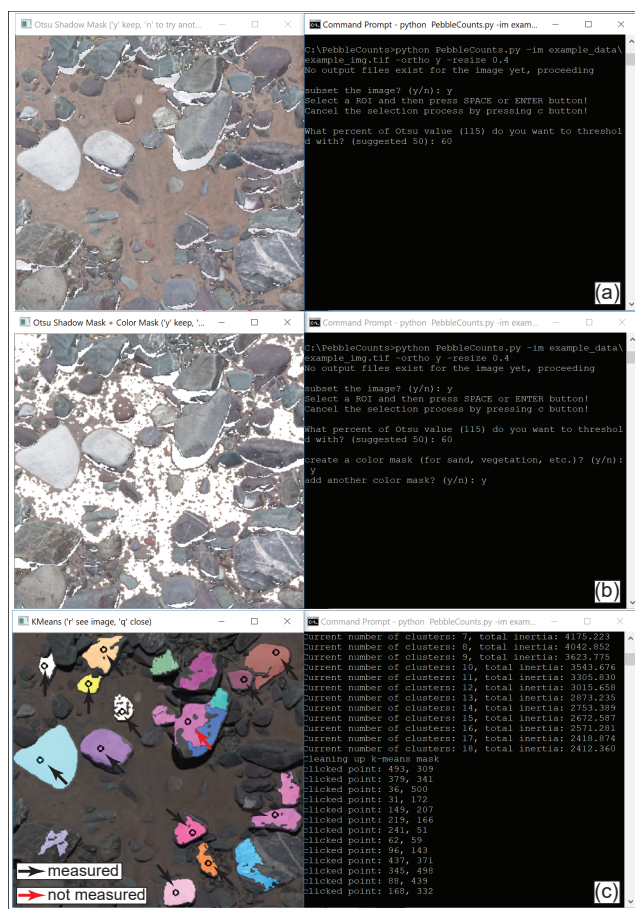 Otsu Shadow Mask ('y' keep, 'n' to try anot...
Command Prompt - python PebbleCounts.py -im exam...
C:\PebbleCounts>python PebbleCounts.py -im example_data\
example_img.tif -ortho y -resize 0.4
No output files exist for the image yet, proceeding
subset the image? (y/n): y
Select a ROI and then press SPACE or ENTER button!
Cancel the selection process by pressing c button!
What percent of Otsu value (115) do you want to threshol
d with? (suggested 50): 60
(a)
Otsu Shadow Mask + Color Mask ('y' keep, '...
Command Prompt - python PebbleCounts.py -im exam...
C:\PebbleCounts>python PebbleCounts.py -im example_data\
example_img.tif -ortho y -resize 0.4
No output files exist for the image yet, proceeding
subset the image? (y/n): y
Select a ROI and then press SPACE or ENTER button!
Cancel the selection process by pressing c button!
What percent of Otsu value (115) do you want to threshol
d with? (suggested 50): 60
create a color mask (for sand, vegetation, etc.)? (y/n):
y
add another color mask? (y/n): y
(b)
KMeans ('r' see image, 'q' close)
Command Prompt - python PebbleCounts.py -im exam...
Current number of clusters: 7, total inertia: 4175.223
Current number of clusters: 8, total inertia: 4042.852
Current number of clusters: 9, total inertia: 3623.775
Current number of clusters: 10, total inertia: 3543.676
Current number of clusters: 11, total inertia: 3305.830
Current number of clusters: 12, total inertia: 3015.658
Current number of clusters: 13, total inertia: 2873.235
Current number of clusters: 14, total inertia: 2753.389
Current number of clusters: 15, total inertia: 2672.587
Current number of clusters: 16, total inertia: 2571.281
Current number of clusters: 17, total inertia: 2418.874
Current number of clusters: 18, total inertia: 2412.360
Cleaning up k-means mask
clicked point: 493, 309
clicked point: 379, 341
clicked point: 36, 500
clicked point: 31, 172
clicked point: 149, 207
clicked point: 219, 166
clicked point: 241, 51
clicked point: 62, 59
clicked point: 96, 143
clicked point: 437, 371
clicked point: 345, 498
clicked point: 88, 439
clicked point: 168, 332
measured
not measured
(c)